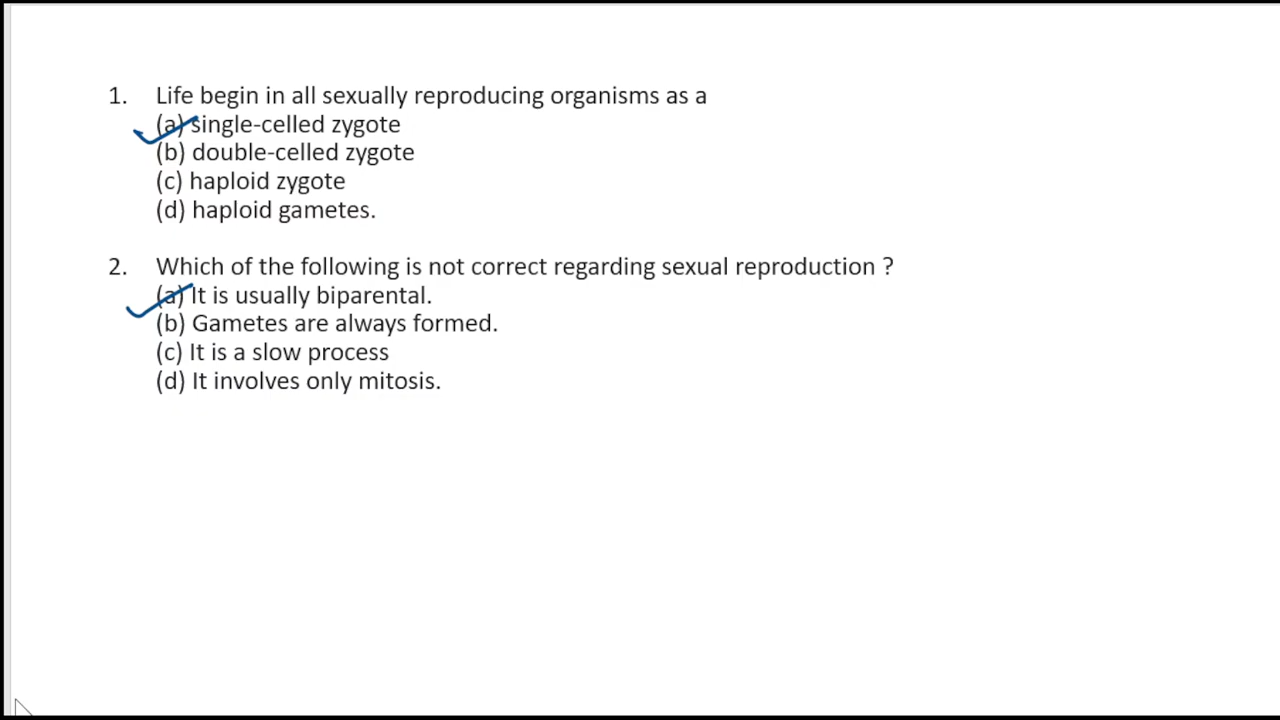 1. Life begin in all sexually reproducing organisms as a
(a) single-celled zygote
(b) double-celled zygote
(c) haploid zygote
(d) haploid gametes.
2. Which of the following is not correct regarding sexual reproduction ?
(a) It is usually biparental.
(b) Gametes are always formed.
(c) It is a slow process
(d) It involves only mitosis.